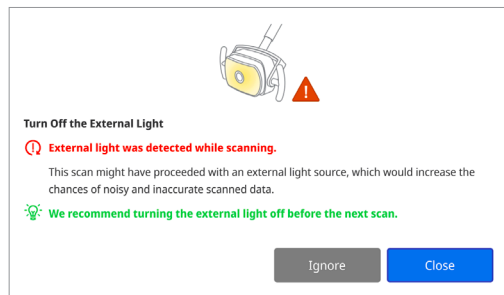 Turn Off the External Light
External light was detected while scanning.
This scan might have proceeded with an external light source, which would increase the
chances of noisy and inaccurate scanned data.
We recommend turning the external light off before the next scan.
Ignore
Close